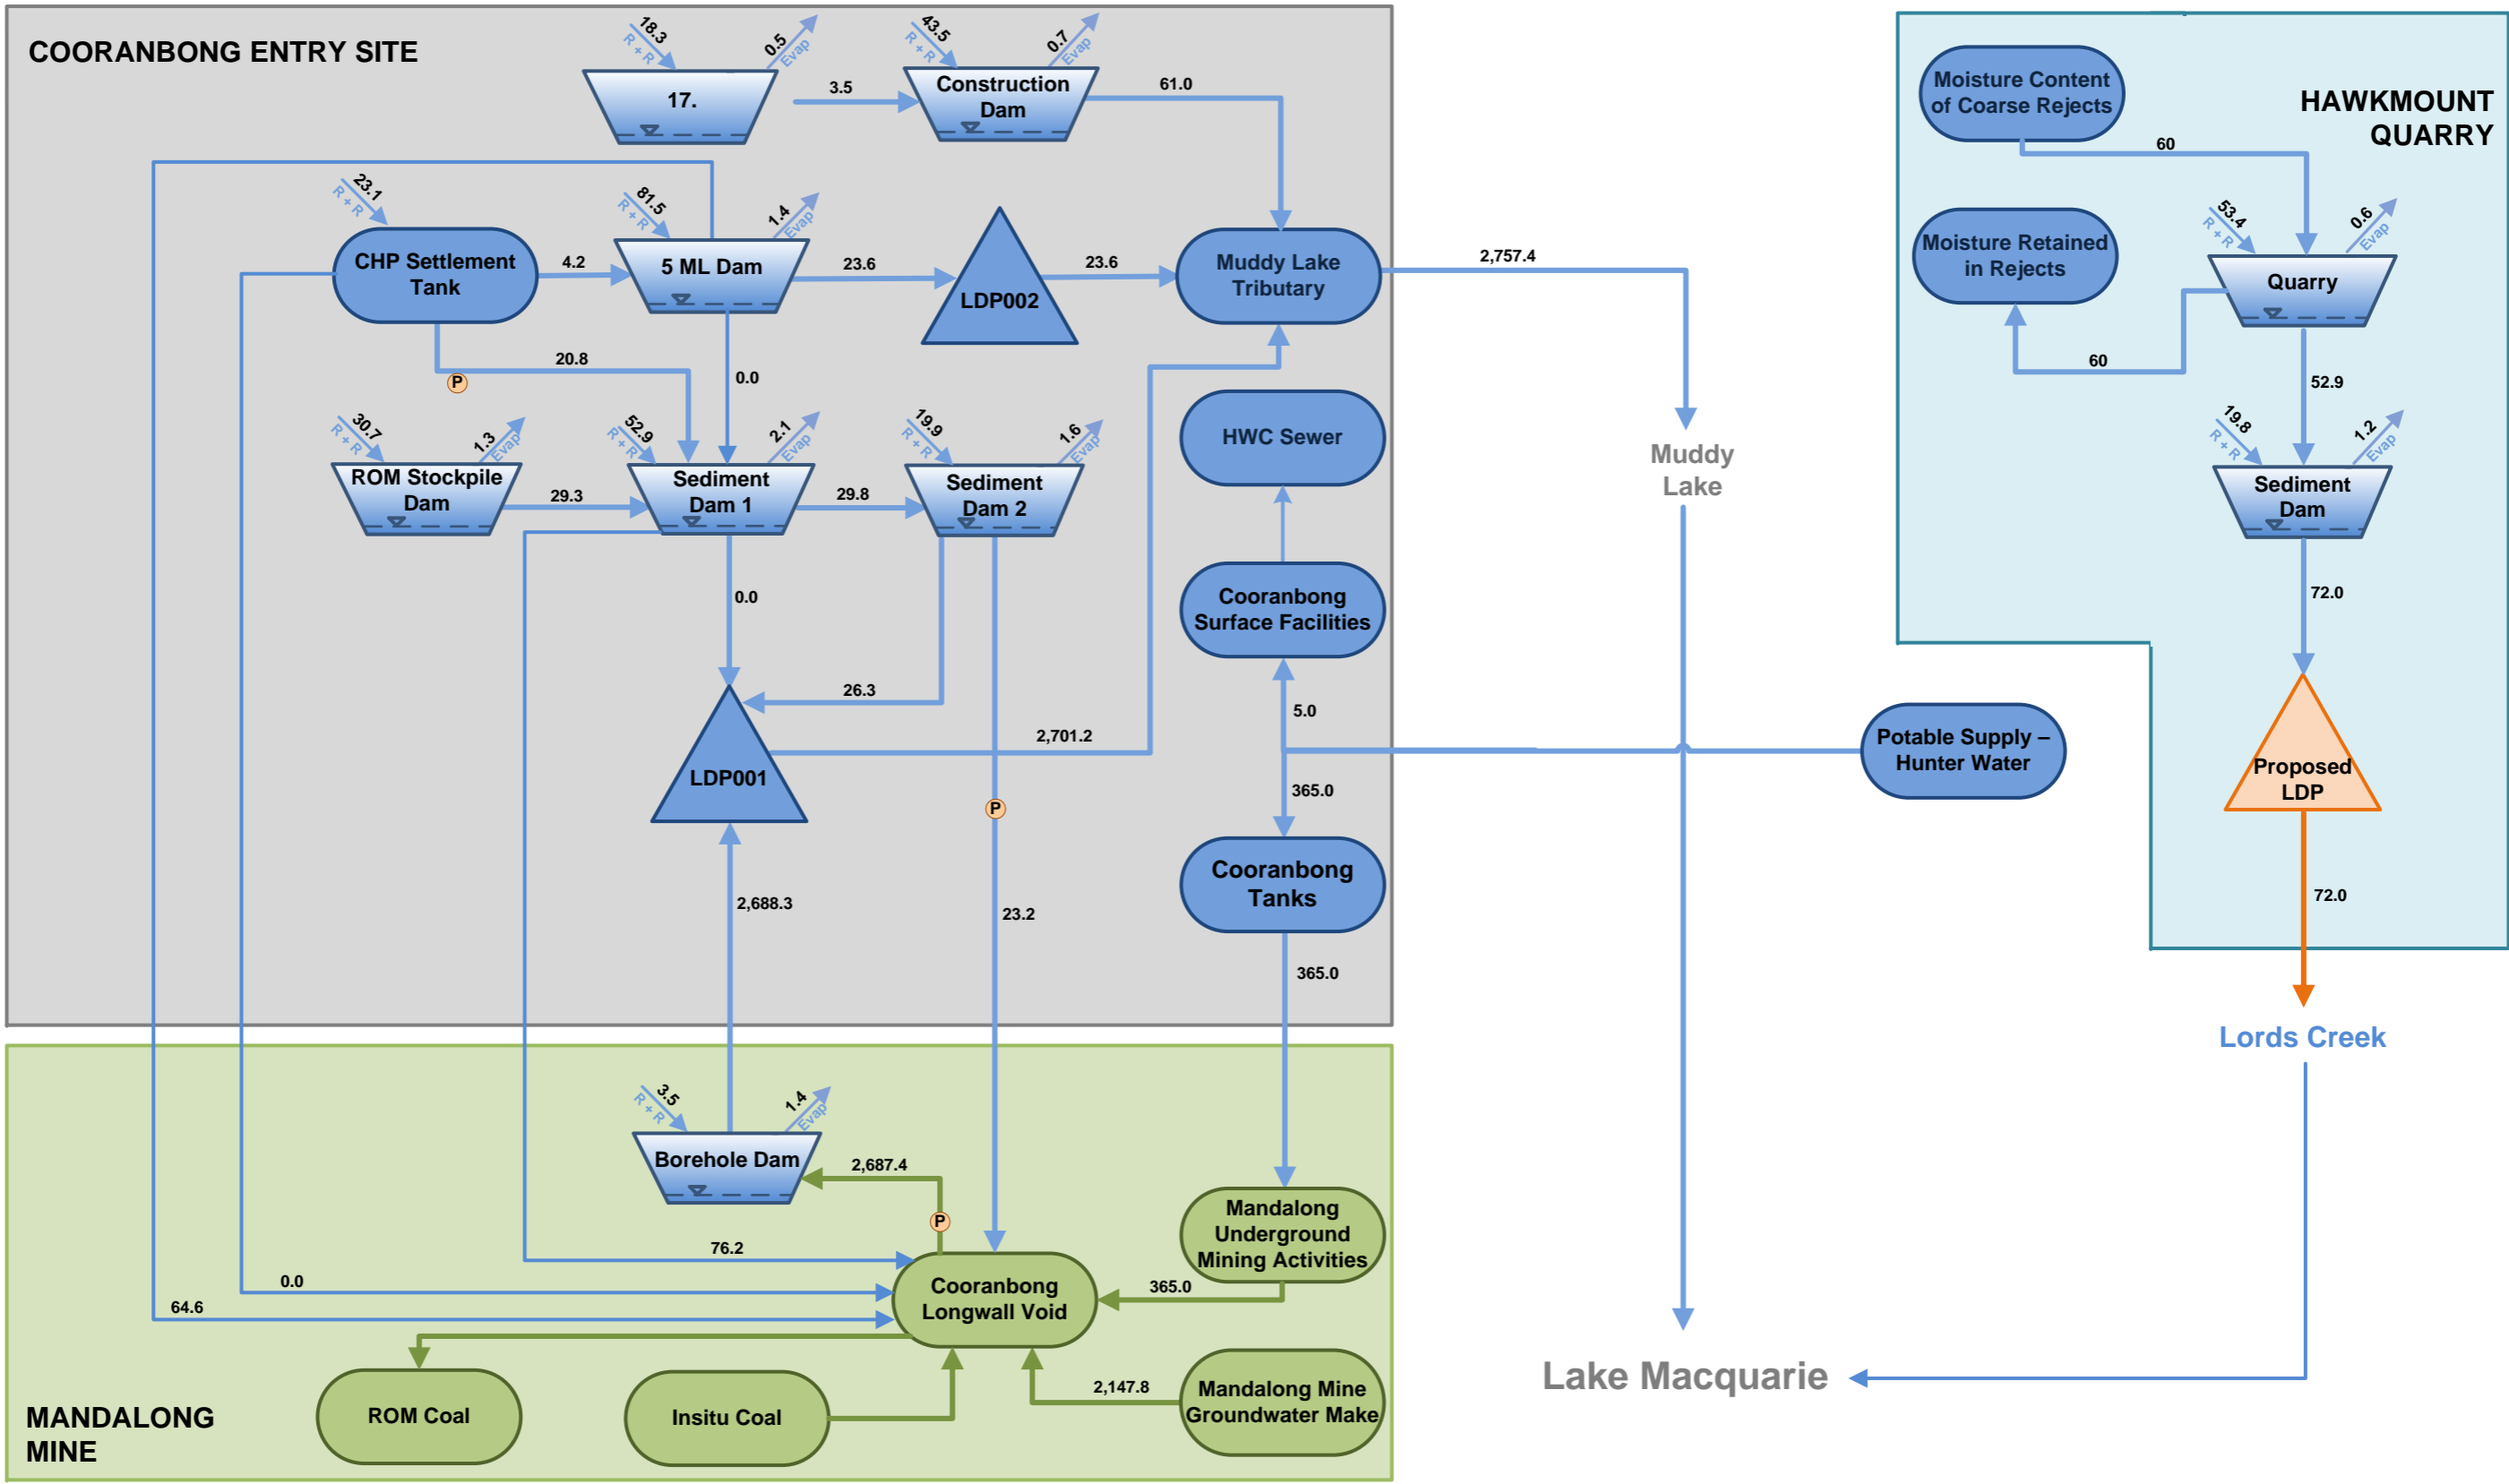 COORANBONG ENTRY SITE
18.3
R + R
0.5
Evap
17.
3.5
43.5
R + R
0.7
Evap
Construction
Dam
61.0
23.1
R + R
CHP Settlement
Tank
4.2
81.5
R + R
1.4
Evap
5 ML Dam
23.6
LDP002
23.6
Muddy Lake
Tributary
2,757.4
20.8
P
0.0
30.7
R + R
1.3
Evap
ROM Stockpile
Dam
29.3
52.9
R + R
2.1
Evap
Sediment
Dam 1
29.8
19.9
R + R
1.6
Evap
Sediment
Dam 2
HWC Sewer
Muddy
Lake
0.0
Cooranbong
Surface Facilities
26.3
5.0
2,701.2
LDP001
P
Potable Supply –
Hunter Water
365.0
Cooranbong
Tanks
2,688.3
23.2
365.0
HAWKMOUNT
QUARRY
Moisture Content
of Coarse Rejects
60
Moisture Retained
in Rejects
53.4
R + R
0.6
Evap
Quarry
60
52.9
19.8
R + R
1.2
Evap
Sediment
Dam
72.0
Proposed
LDP
72.0
Lords Creek
Lake Macquarie
MANDALONG
MINE
3.5
R + R
1.4
Evap
Borehole Dam
2,687.4
P
76.2
0.0
64.6
Cooranbong
Longwall Void
Mandalong
Underground
Mining Activities
365.0
ROM Coal
Insitu Coal
2,147.8
Mandalong Mine
Groundwater Make